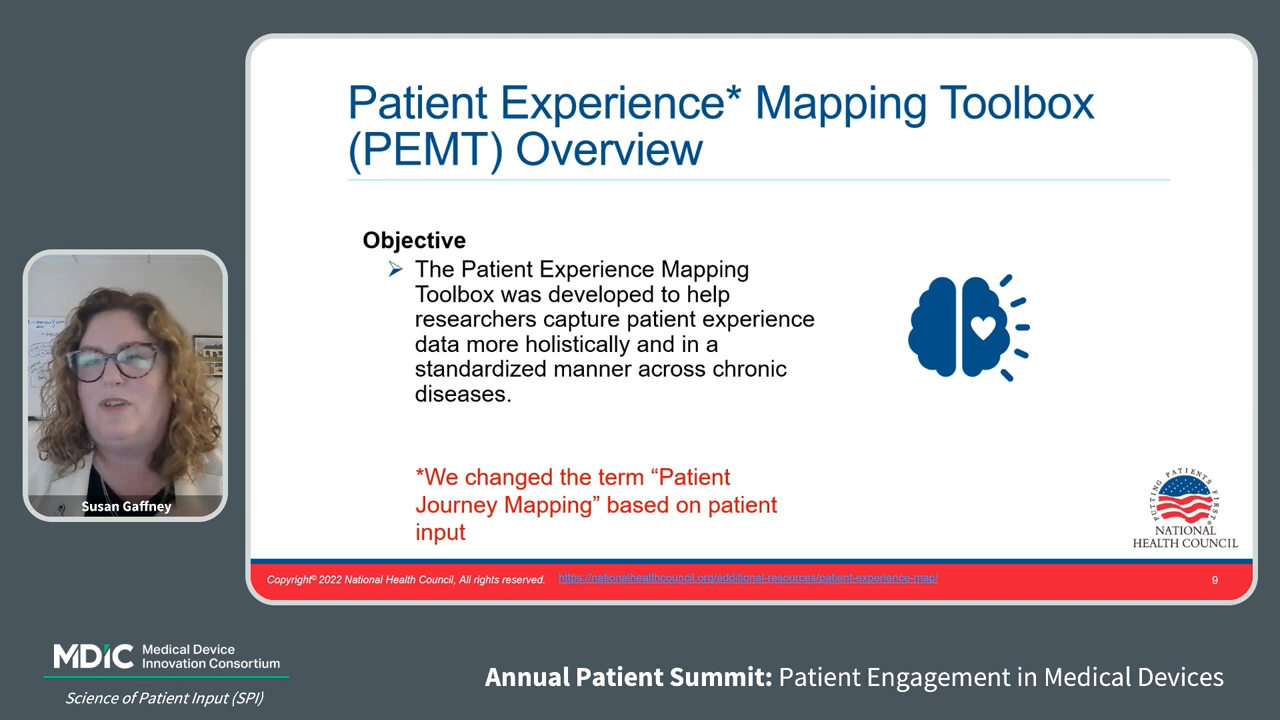 Patient Experience* Mapping Toolbox
(PEMT) Overview
Objective
➢ The Patient Experience Mapping
Toolbox was developed to help
researchers capture patient experience
data more holistically and in a
standardized manner across chronic
diseases.
*We changed the term “Patient
Journey Mapping” based on patient
input
PUTTING PATIENTS FIRST®
NATIONAL
HEALTH COUNCIL
Copyright© 2022 National Health Council, All rights reserved.
https://nationalhealthcouncil.org/additional-resources/patient-experience-map/
9
Susan Gaffney
MDIC
Medical Device
Innovation Consortium
Science of Patient Input (SPI)
Annual Patient Summit: Patient Engagement in Medical Devices